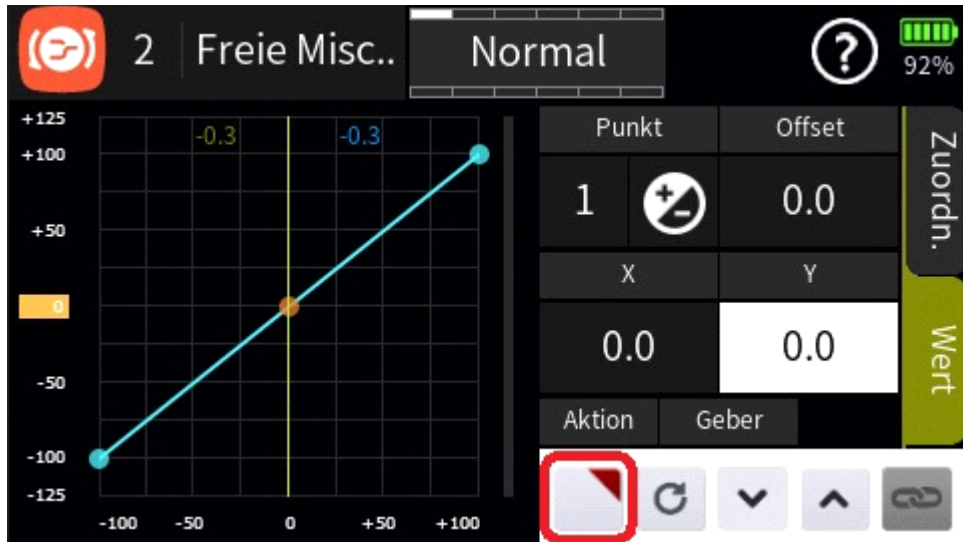 2 Freie Misc.. Normal ? 92%
+125
+100
+50
0
-50
-100
-125
-0.3 -0.3
-100 -50 0 +50 +100
Punkt Offset
1 0.0
X Y
0.0 0.0
Aktion Geber
Zuordn.
Wert